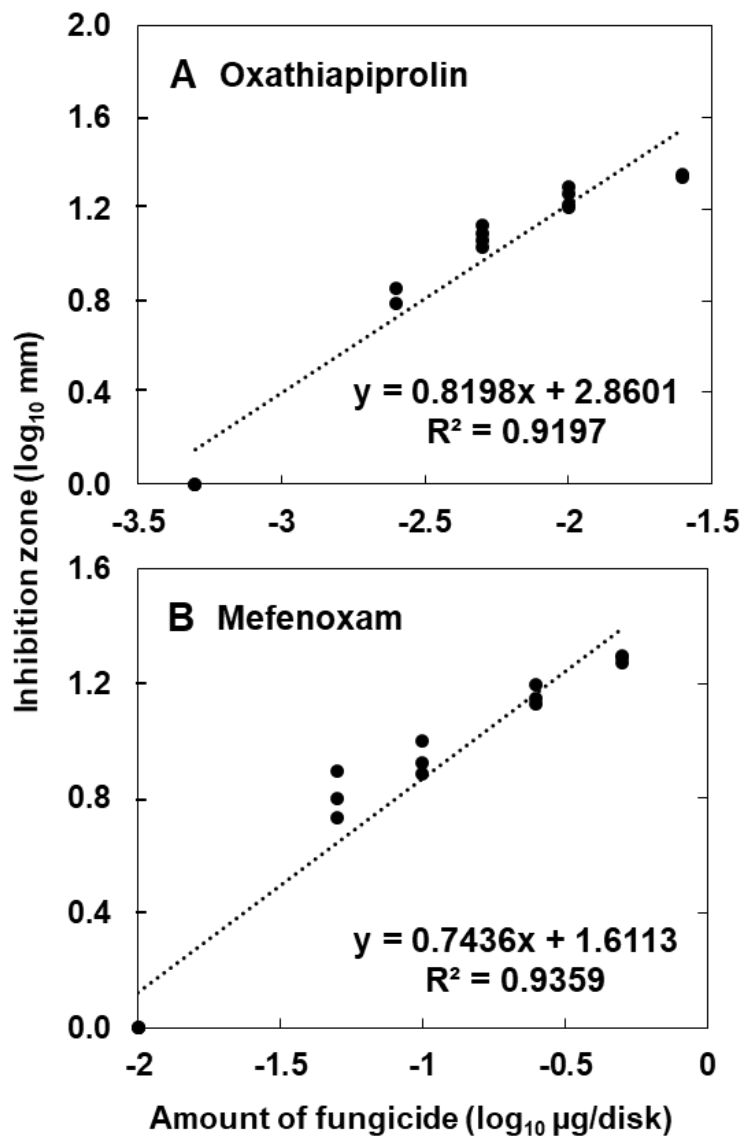 Inhibition zone (log₁₀ mm)
2.0
A Oxathiapiprolin
1.6
1.2
0.8
0.4
y = 0.8198x + 2.8601
R² = 0.9197
0.0
-3.5 -3 -2.5 -2 -1.5
1.6
B Mefenoxam
1.2
0.8
0.4
y = 0.7436x + 1.6113
R² = 0.9359
0.0
-2 -1.5 -1 -0.5 0
Amount of fungicide (log₁₀ µg/disk)